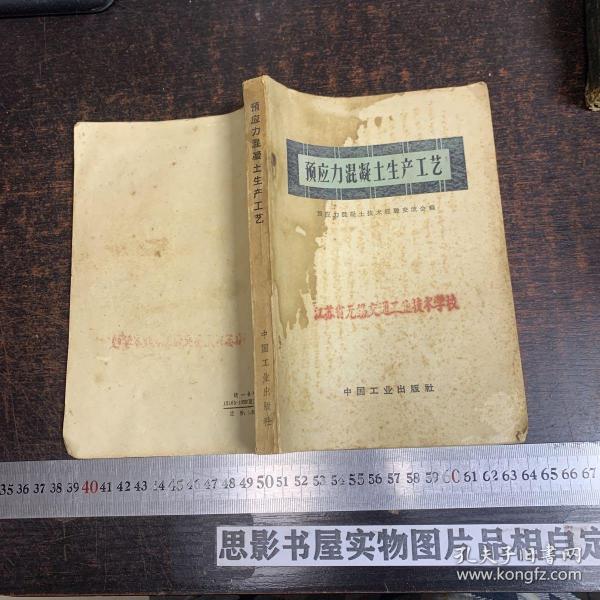 预应力混凝土生产工艺
预应力混凝土技术经验交流会编
江苏省无锡交通工业技术学校
中国工业出版社
预应力混凝土生产工艺
中国工业出版社
统一书号
35 36 37 38 39 40 41 42 43 44 45 46 47 48 49 50 51 52 53 54 55 56 57 58 59 60 61 62 63 64 65 66 67
思影书屋实物图片品相自定
孔夫子旧书网
www.kongfz.com